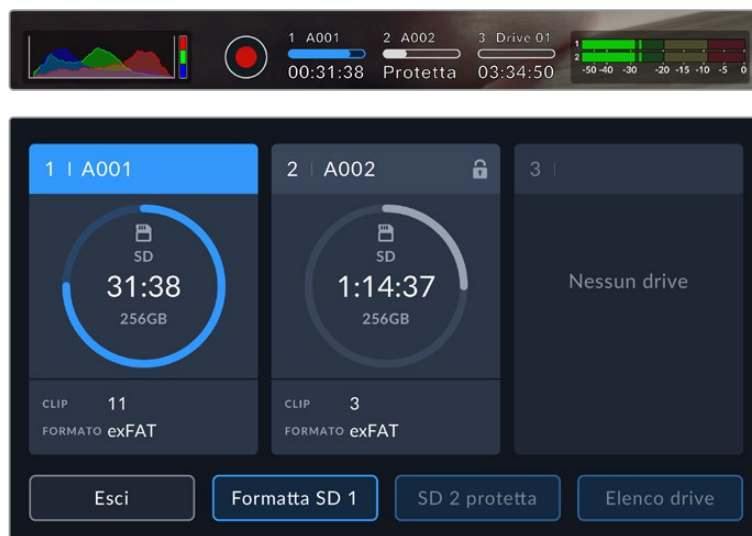 1 A001 2 A002 3 Drive 01
00:31:38 Protetta 03:34:50
1
2
-50 -40 -30 -20 -15 -10 -5 0
1 | A001
SD
31:38
256GB
CLIP 11
FORMATO exFAT
2 | A002
SD
1:14:37
256GB
CLIP 3
FORMATO exFAT
3 |
Nessun drive
Esci Formatta SD 1 SD 2 protetta Elenco drive